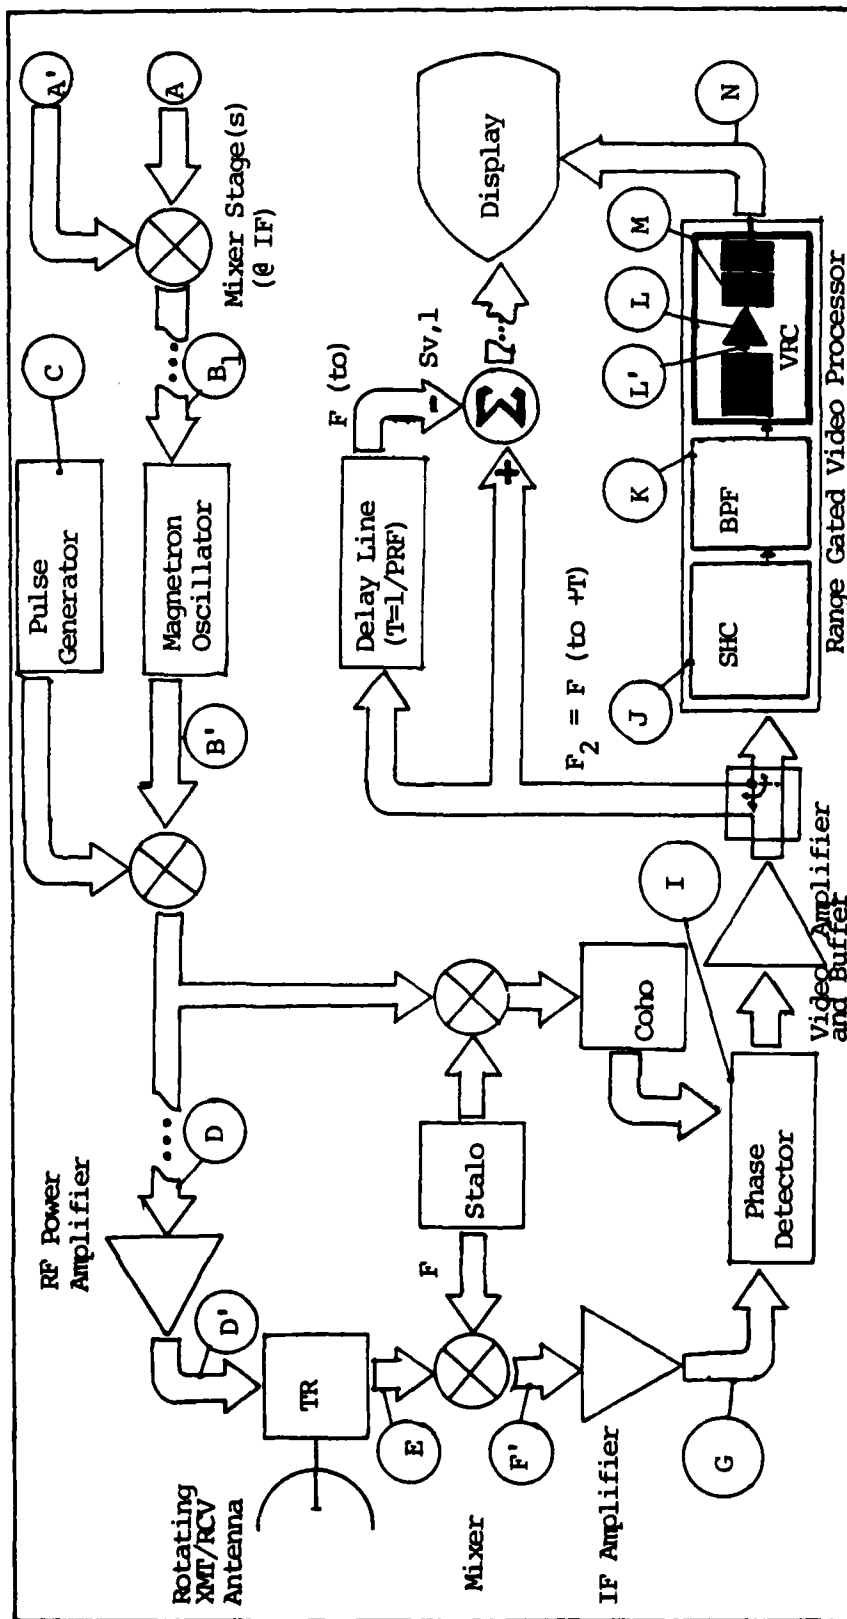 Rotating
XMT/RCV
Antenna
RF Power
Amplifier
D
D'
TR
E
Mixer
F
F'
IF Amplifier
G
Stalo
Pulse
Generator
C
Magnetron
Oscillator
B'
B1
A'
A
Mixer Stage(s)
(@ IF)
Coho
Phase
Detector
I
Video Amplifier
and Buffer
Delay Line
(T=1/PRF)
F (to)
- Sv,1
+
Σ
F2 = F (to +T)
Display
J
SHC
K
BPF
L'
L
M
VRC
N
Range Gated Video Processor